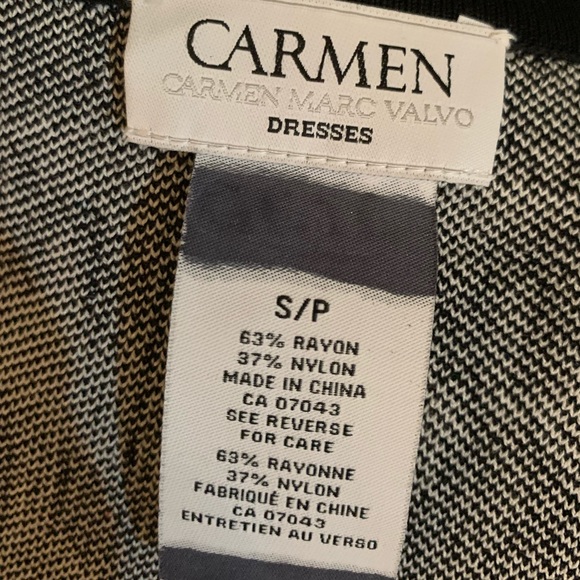 CARMEN
CARMEN MARC VALVO
DRESSES
S/P
63% RAYON
37% NYLON
MADE IN CHINA
CA 07043
SEE REVERSE
FOR CARE
63% RAYONNE
37% NYLON
FABRIQUÉ EN CHINE
CA 07043
ENTRETIEN AU VERSO